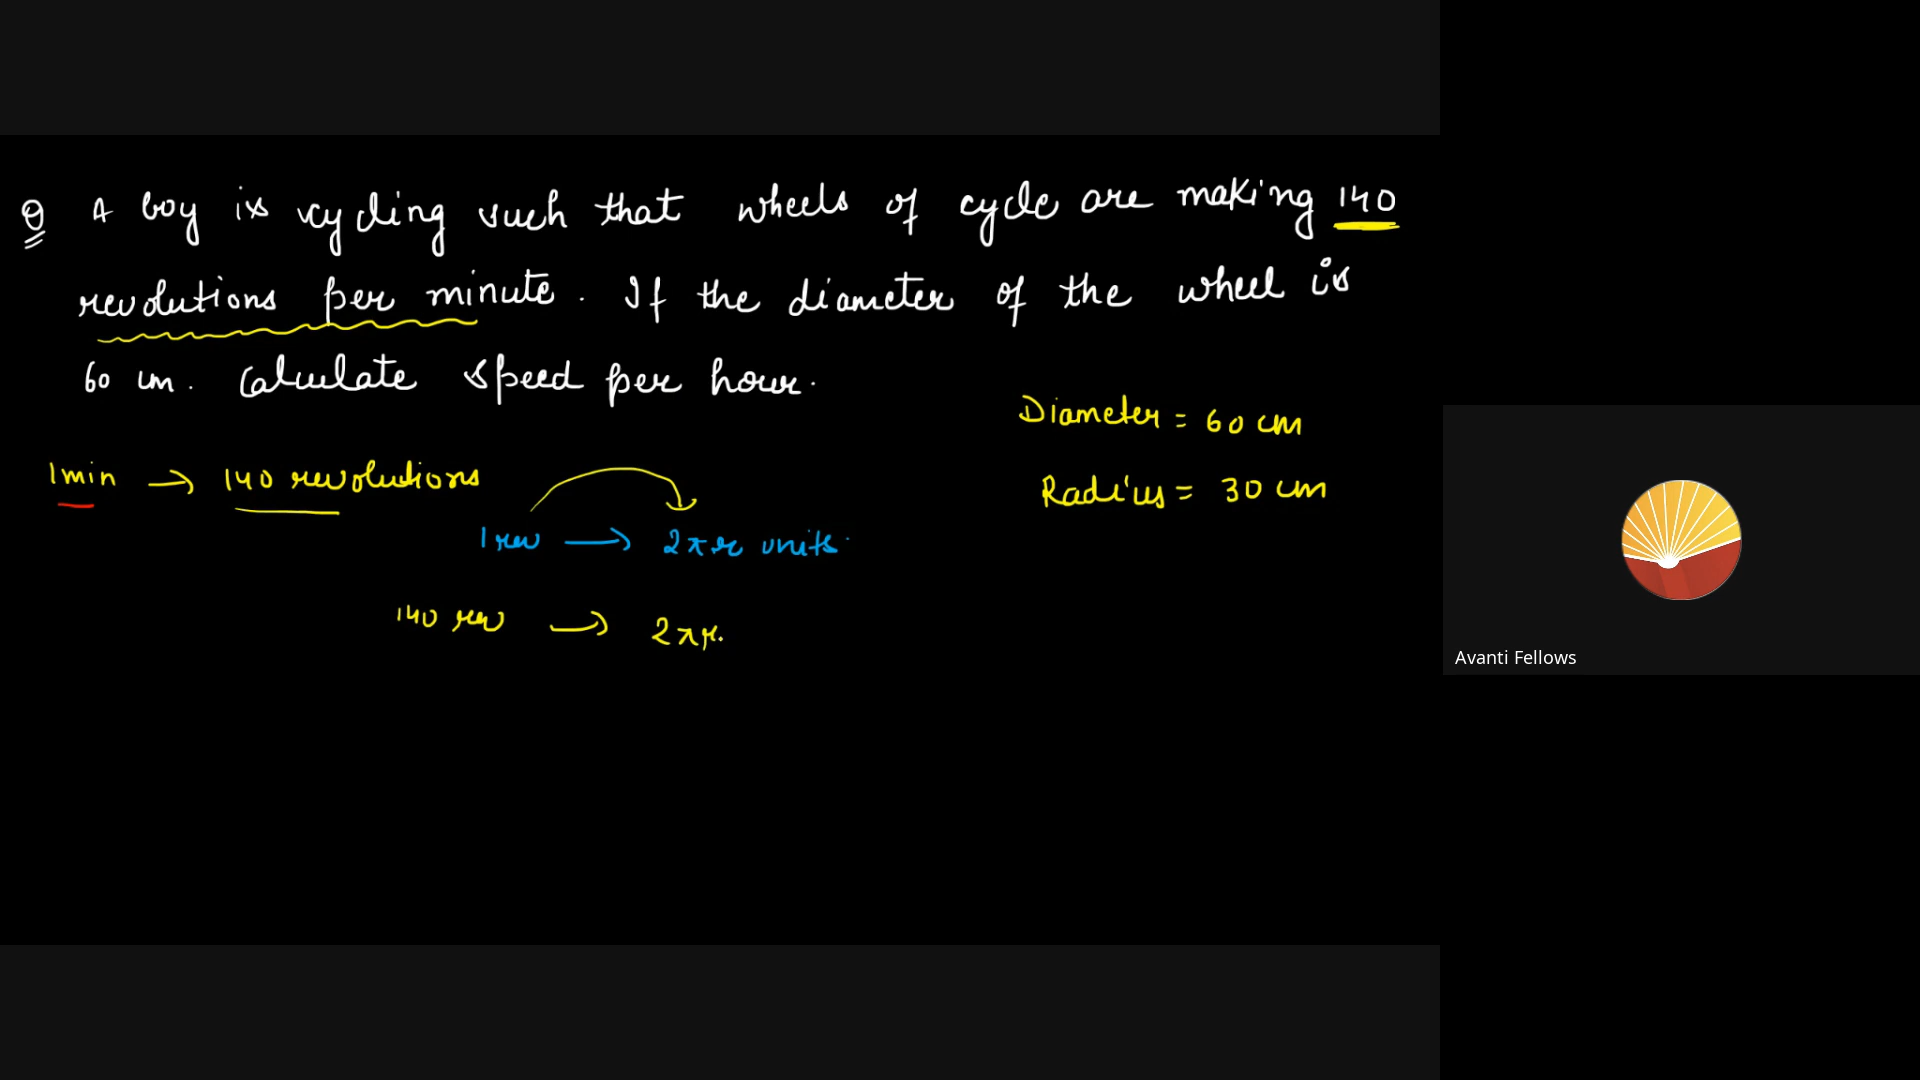 Q A boy is cycling such that wheels of cycle are making 140
revolutions per minute. If the diameter of the wheel is
60 cm. Calculate speed per hour.
Diameter = 60 cm
1min → 140 revolutions
Radius = 30 cm
1 rev → 2πr units.
140 rev → 2πr.
Avanti Fellows